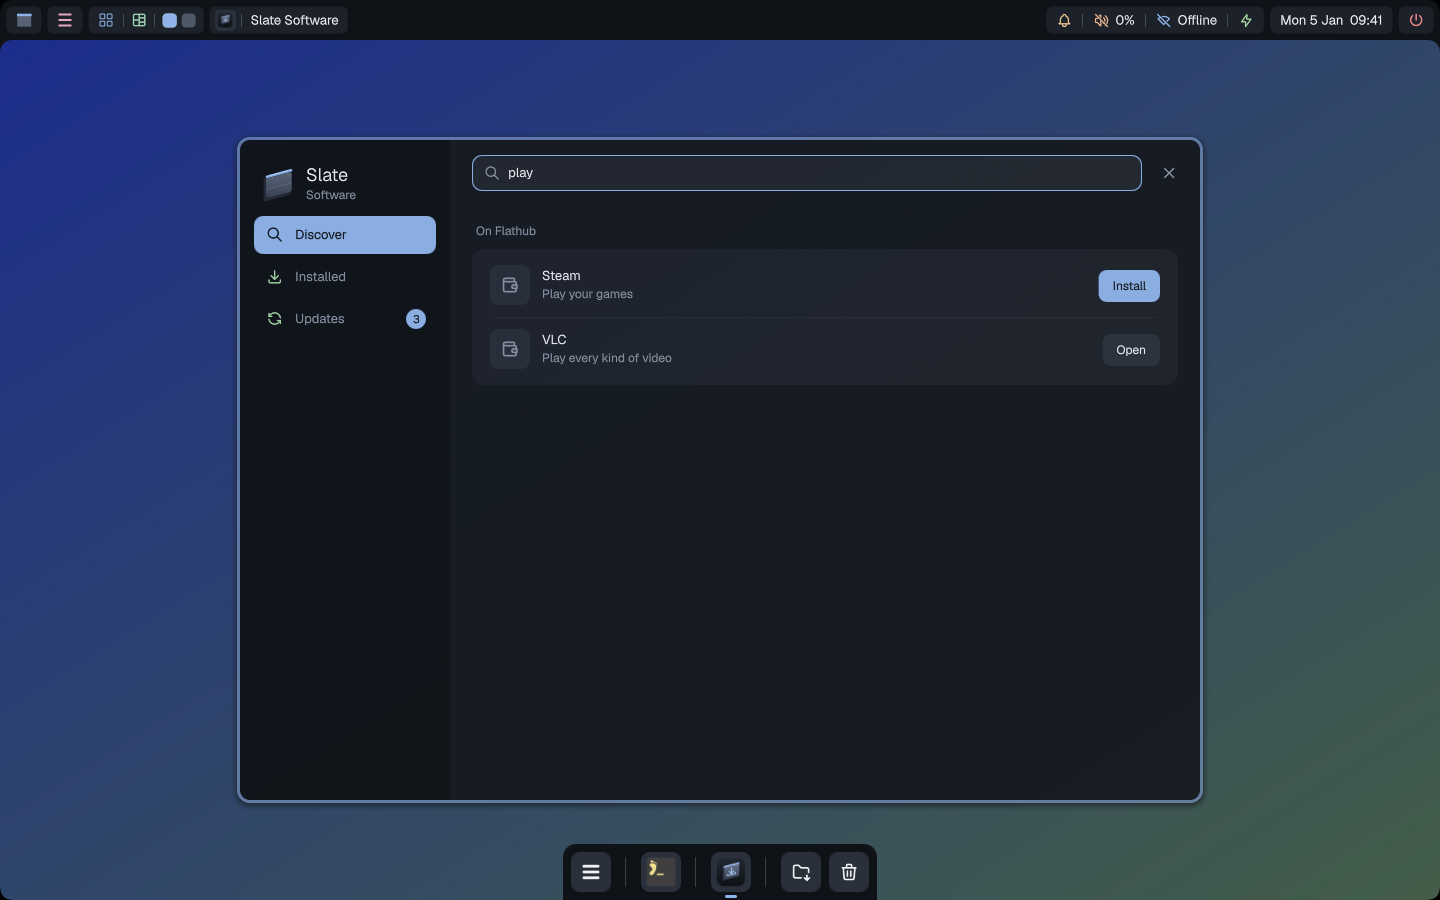 Slate Software
0%
Offline
Mon 5 Jan 09:41
Slate
Software
Discover
Installed
Updates
3
play
On Flathub
Steam
Play your games
Install
VLC
Play every kind of video
Open